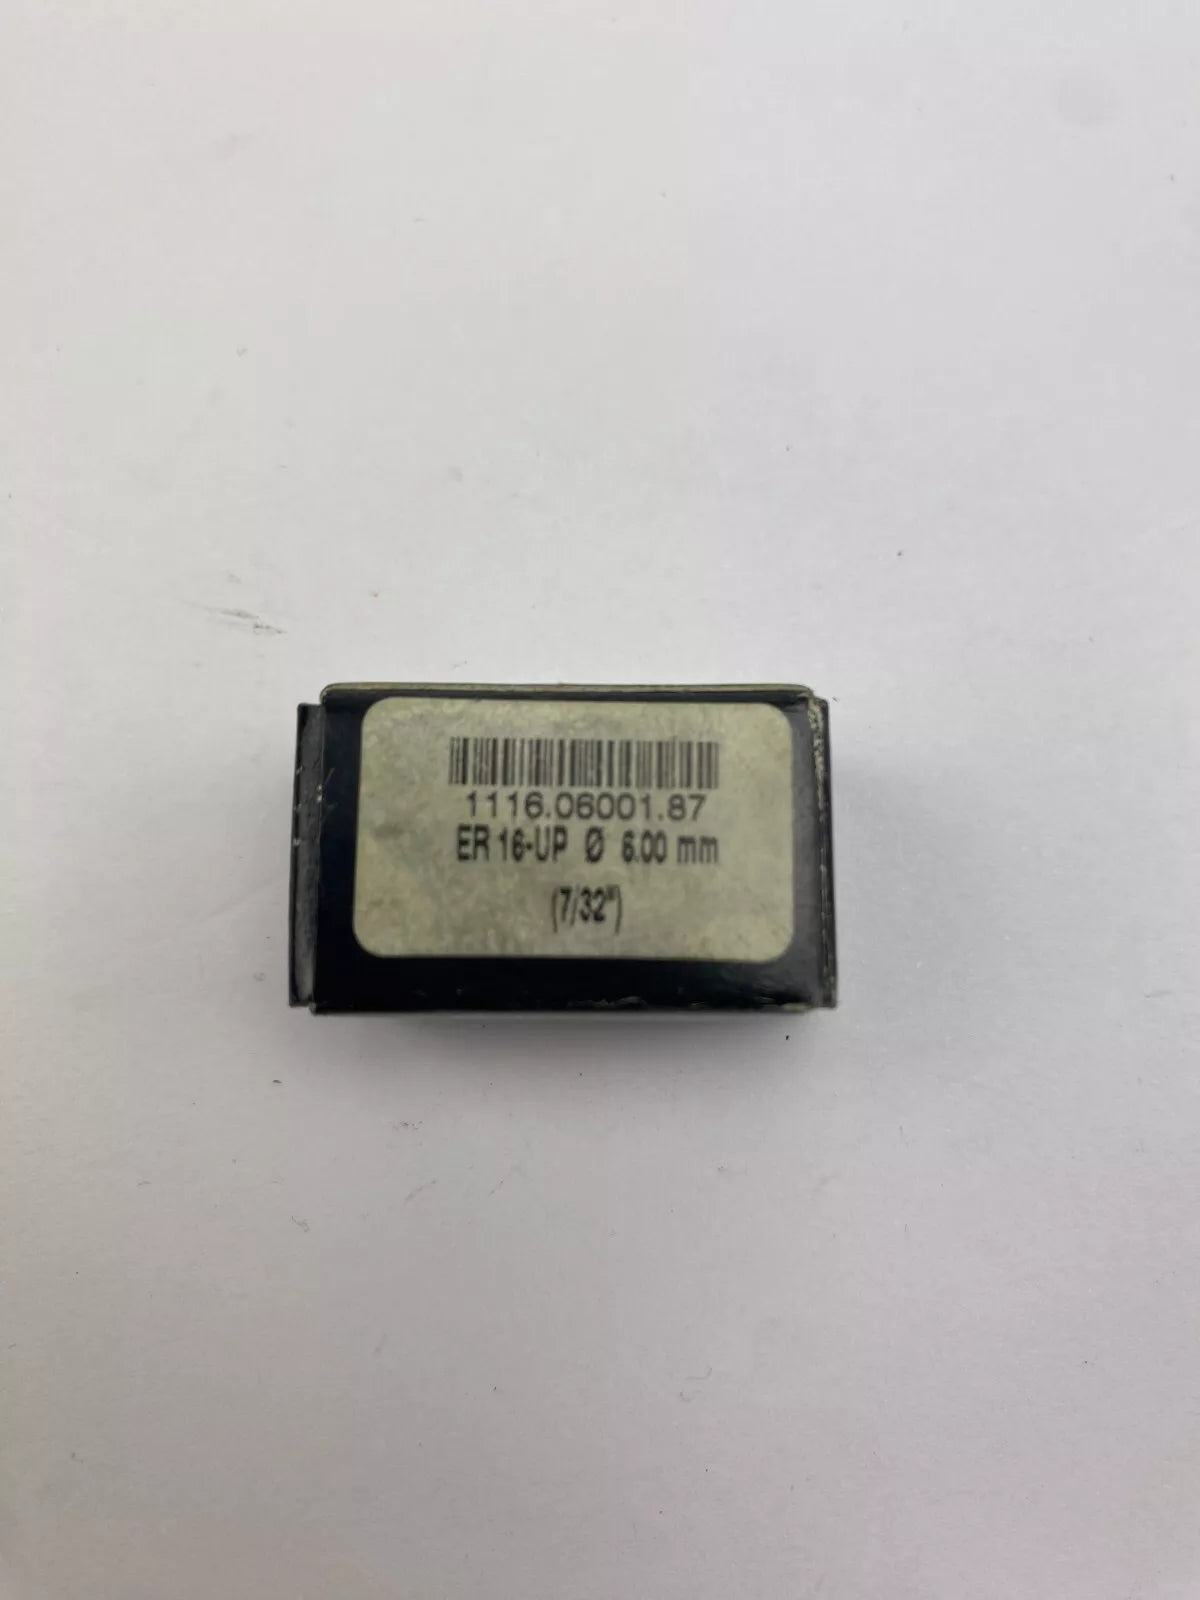 1116.06001.87
ER 16-UP Ø 6.00 mm
(7/32")